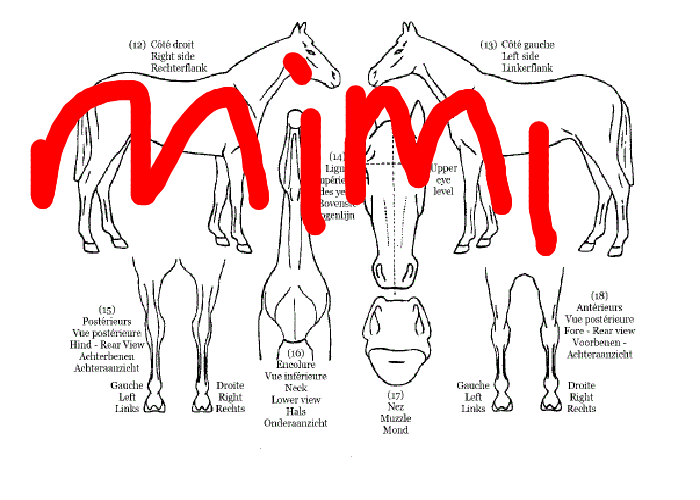 (12) Côté droit
Right side
Rechterflank
(13) Côté gauche
Left side
Linkerflank
mimi
(14)
Upper
eye
level
(15)
Postérieurs
Vue postérieure
Hind - Rear View
Achterbenen
Achteraanzicht
Gauche
Left
Links
Droite
Right
Rechts
(16)
Encolure
Vue inférieure
Neck
Lower view
Hals
Onderaanzicht
(17)
Nez
Muzzle
Mond
(18)
Antérieurs
Vue postérieure
Fore - Rear view
Voorbenen -
Achteraanzicht
Gauche
Left
Links
Droite
Right
Rechts